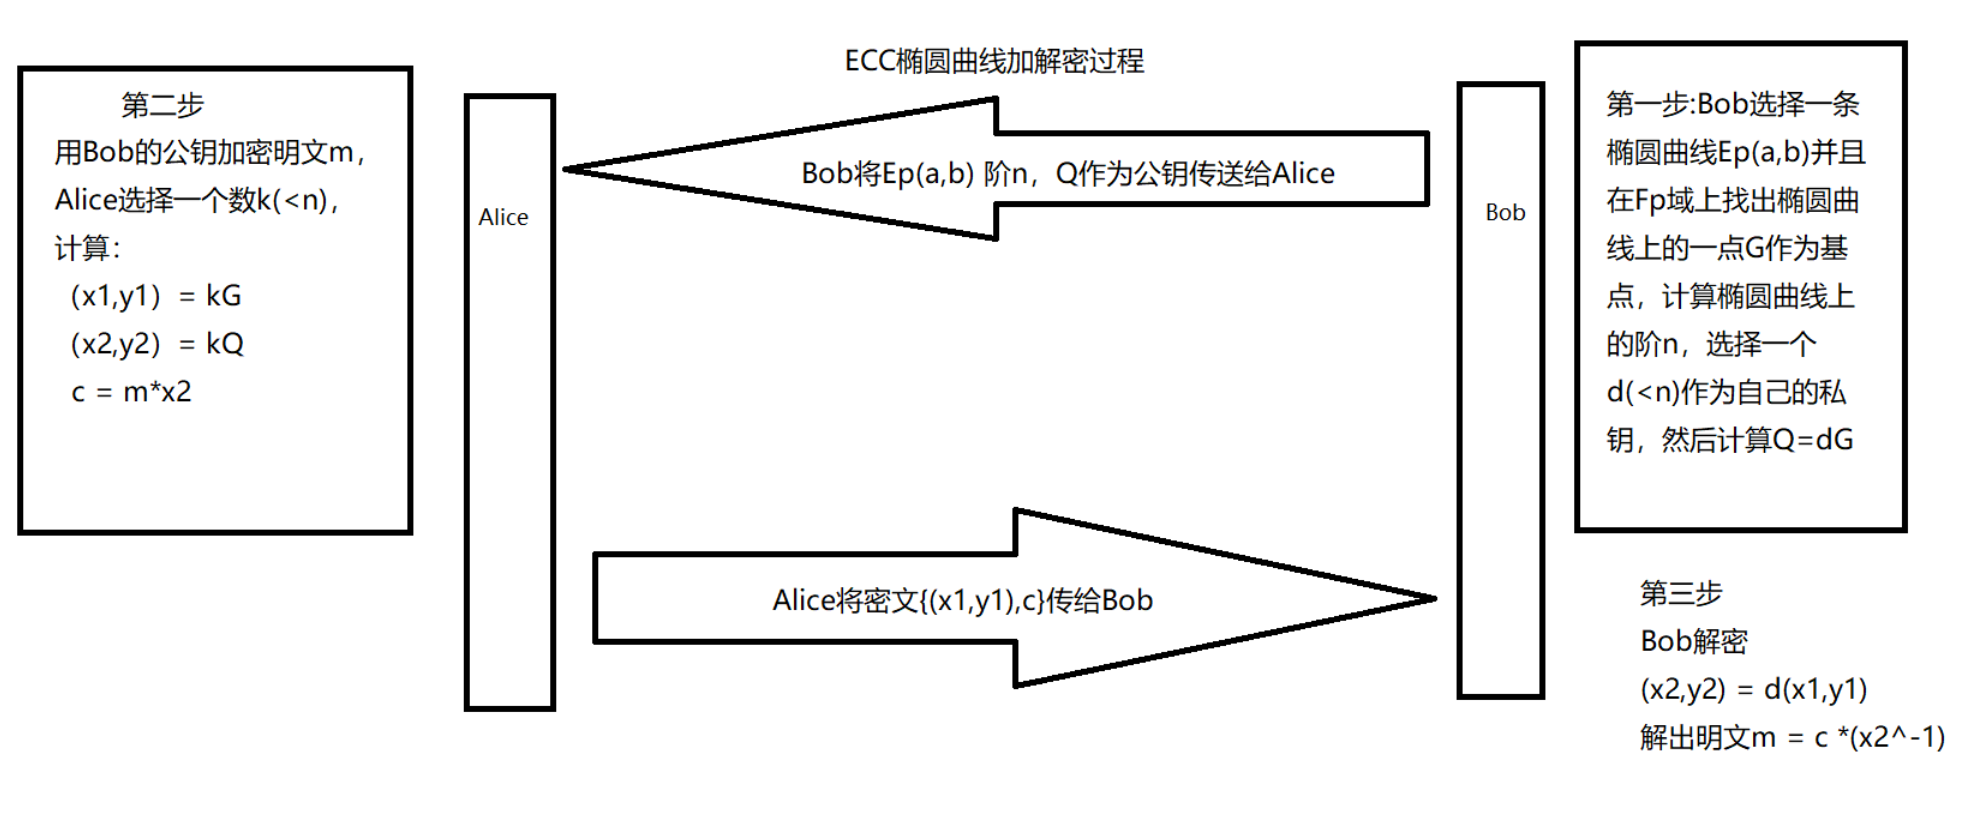 ECC椭圆曲线加解密过程
第二步
用Bob的公钥加密明文m，
Alice选择一个数k(<n)，
计算：
（x1,y1）= kG
（x2,y2）= kQ
c = m*x2
Alice
Bob将Ep(a,b) 阶n，Q作为公钥传送给Alice
Bob
第一步:Bob选择一条
椭圆曲线Ep(a,b)并且
在Fp域上找出椭圆曲
线上的一点G作为基
点，计算椭圆曲线上
的阶n，选择一个
d(<n)作为自己的私
钥，然后计算Q=dG
Alice将密文{(x1,y1),c}传给Bob
第三步
Bob解密
(x2,y2) = d(x1,y1)
解出明文m = c *(x2^-1)